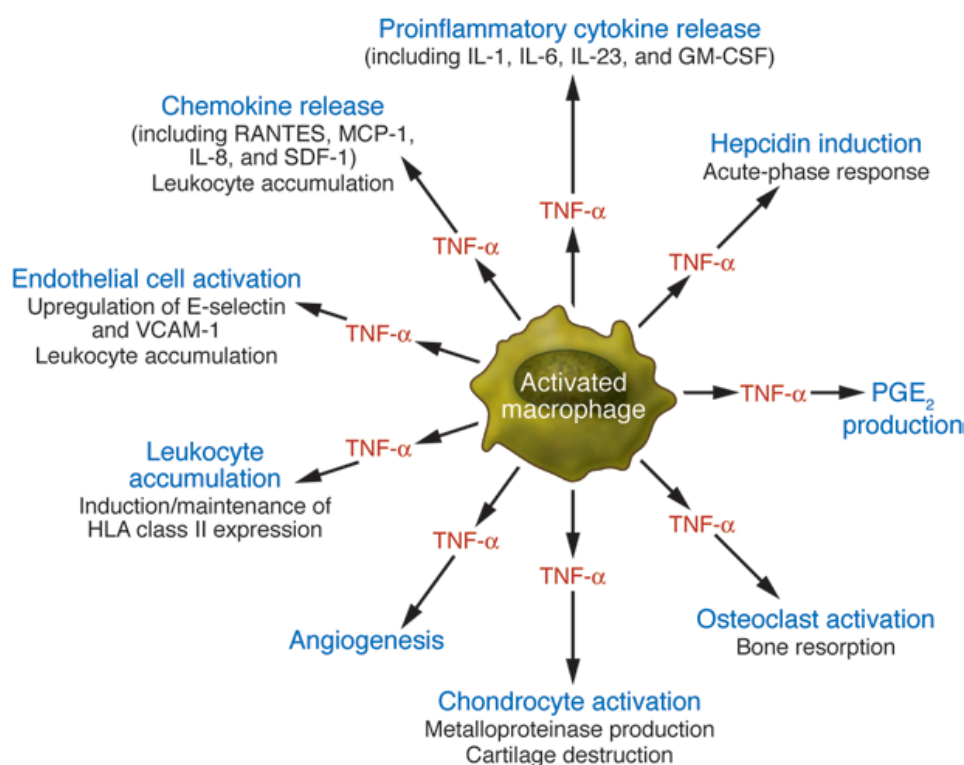 Proinflammatory cytokine release
(including IL-1, IL-6, IL-23, and GM-CSF)
Chemokine release
(including RANTES, MCP-1,
IL-8, and SDF-1)
Leukocyte accumulation
Hepcidin induction
Acute-phase response
TNF-α
TNF-α
TNF-α
Endothelial cell activation
Upregulation of E-selectin
and VCAM-1
Leukocyte accumulation
TNF-α
Activated
macrophage
TNF-α
PGE₂
production
Leukocyte
accumulation
Induction/maintenance of
HLA class II expression
TNF-α
TNF-α
TNF-α
TNF-α
Angiogenesis
Osteoclast activation
Bone resorption
Chondrocyte activation
Metalloproteinase production
Cartilage destruction